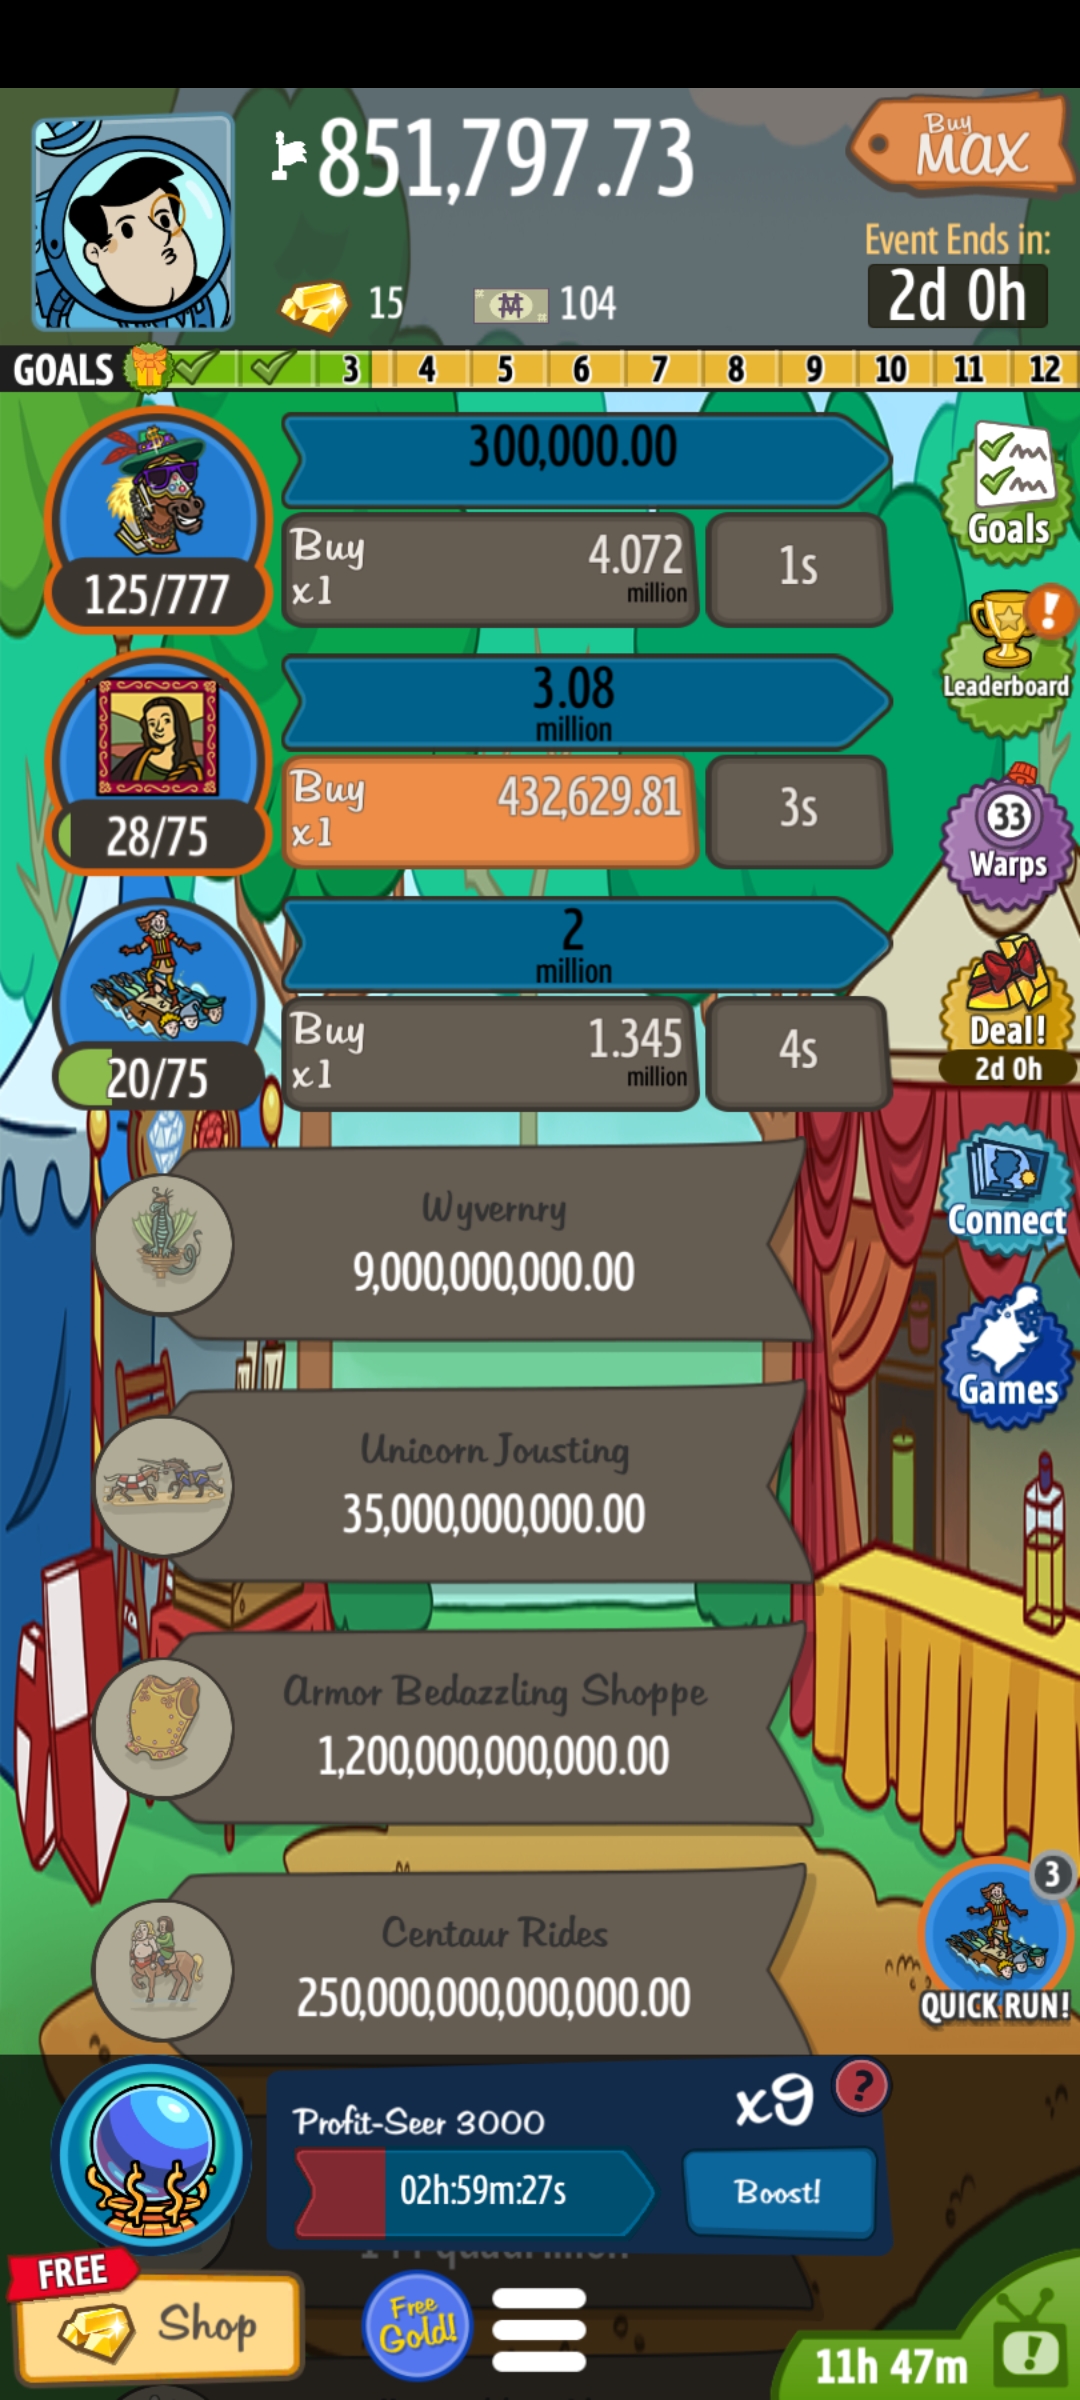 851,797.73
Buy
MAX
Event Ends in:
2d 0h
15
104
GOALS 3 4 5 6 7 8 9 10 11 12
300,000.00
Buy
x1
4.072
million
1s
125/777
Goals
3.08
million
Buy
x1
432,629.81
3s
28/75
!
Leaderboard
33
Warps
2
million
Buy
x1
1.345
million
4s
20/75
Deal!
2d 0h
Wyvernry
9,000,000,000.00
Connect
Unicorn Jousting
35,000,000,000.00
Games
Armor Bedazzling Shoppe
1,200,000,000,000.00
Centaur Rides
250,000,000,000,000.00
3
QUICK RUN!
Profit-Seer 3000
x9
?
02h:59m:27s
Boost!
FREE
Shop
Free
Gold!
11h 47m
!